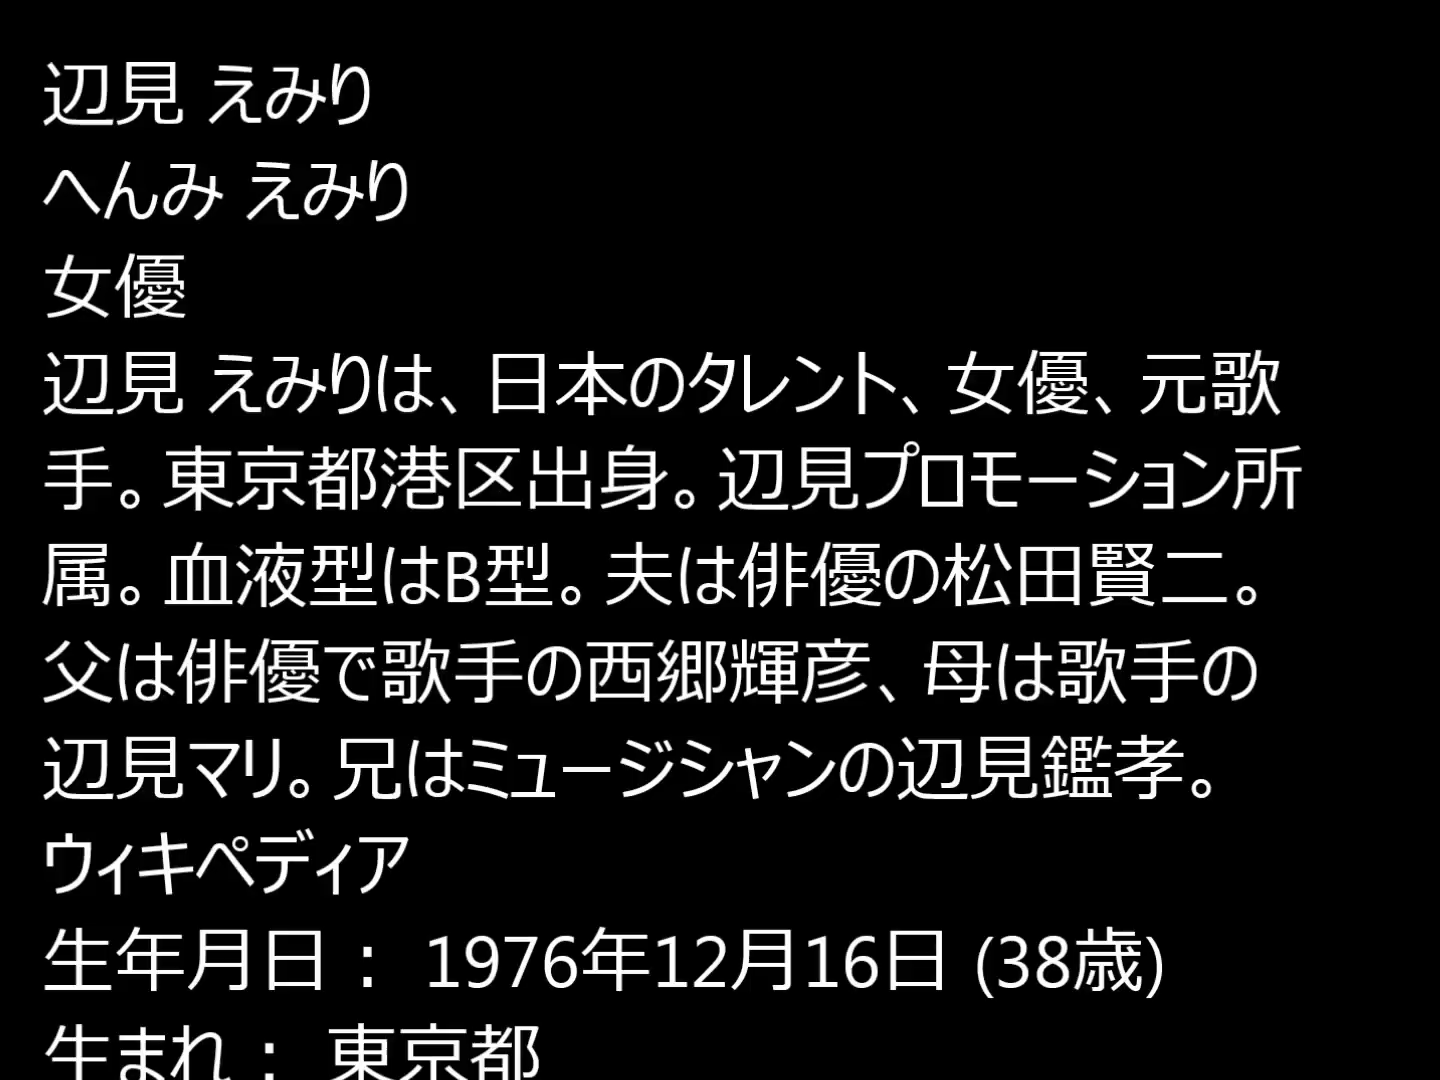 辺見 えみり
へんみ えみり
女優
辺見 えみりは、日本のタレント、女優、元歌
手。東京都港区出身。辺見プロモーション所
属。血液型はB型。夫は俳優の松田賢二。
父は俳優で歌手の西郷輝彦、母は歌手の
辺見マリ。兄はミュージシャンの辺見鑑孝。
ウィキペディア
生年月日： 1976年12月16日 (38歳)
生まれ： 東京都